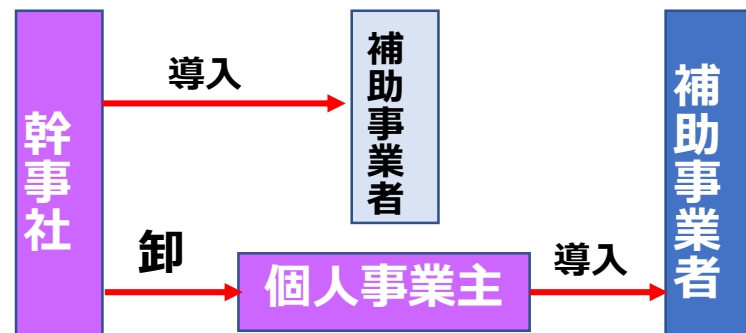 幹事社
導入
補助事業者
卸
個人事業主
導入
補助事業者